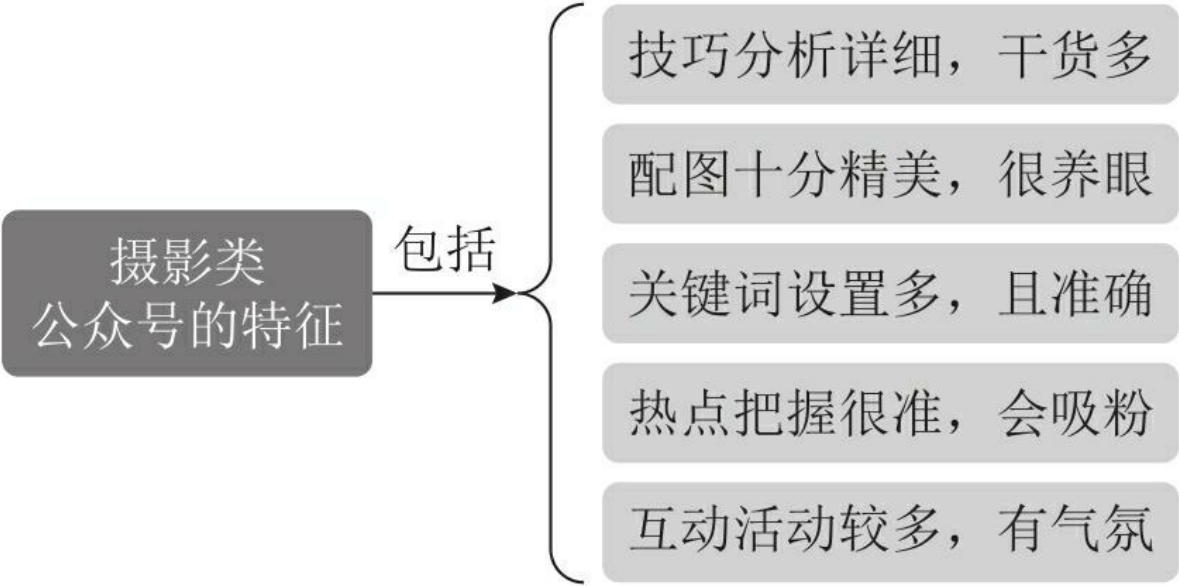 摄影类
公众号的特征
包括
技巧分析详细，干货多
配图十分精美，很养眼
关键词设置多，且准确
热点把握很准，会吸粉
互动活动较多，有气氛